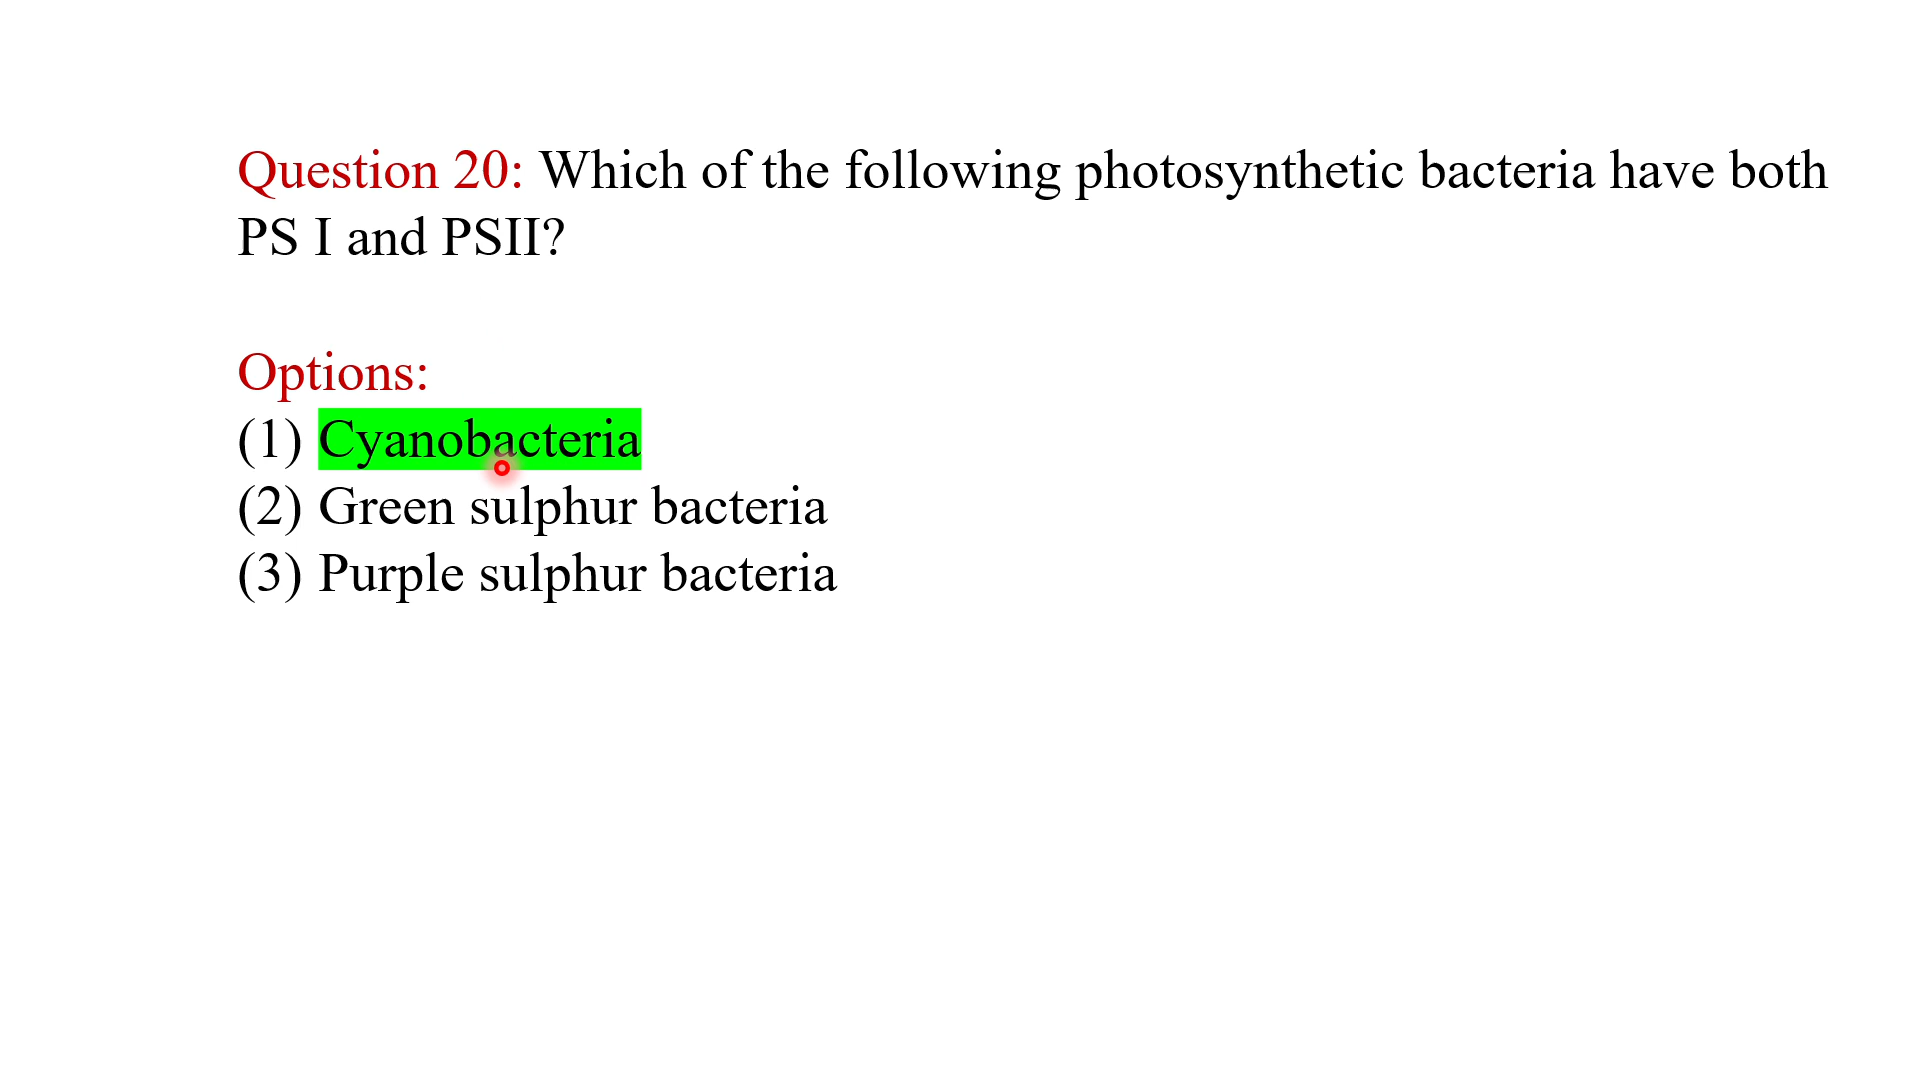 Question 20: Which of the following photosynthetic bacteria have both
PS I and PSII?
Options:
(1) Cyanobacteria
(2) Green sulphur bacteria
(3) Purple sulphur bacteria